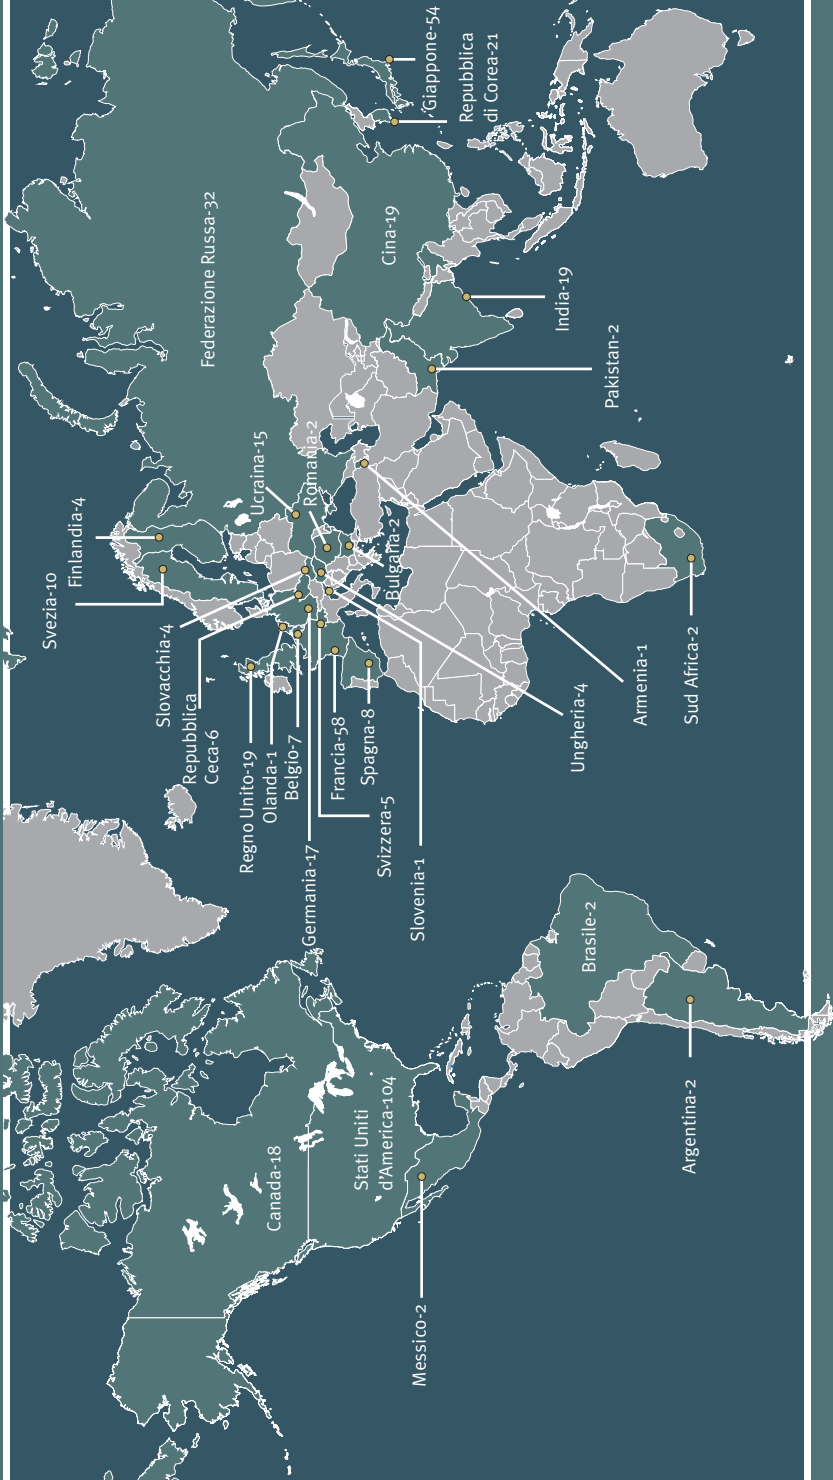 Svezia-10
Finlandia-4
Slovacchia-4
Repubblica
Ceca-6
Regno Unito-19
Olanda-1
Belgio-7
Germania-17
Francia-58
Spagna-8
Svizzera-5
Slovenia-1
Ucraina-15
Romania-2
Bulgaria-2
Ungheria-4
Armenia-1
Federazione Russa-32
Cina-19
Giappone-54
Repubblica
di Corea-21
India-19
Pakistan-2
Sud Africa-2
Canada-18
Stati Uniti
d'America-104
Messico-2
Brasile-2
Argentina-2